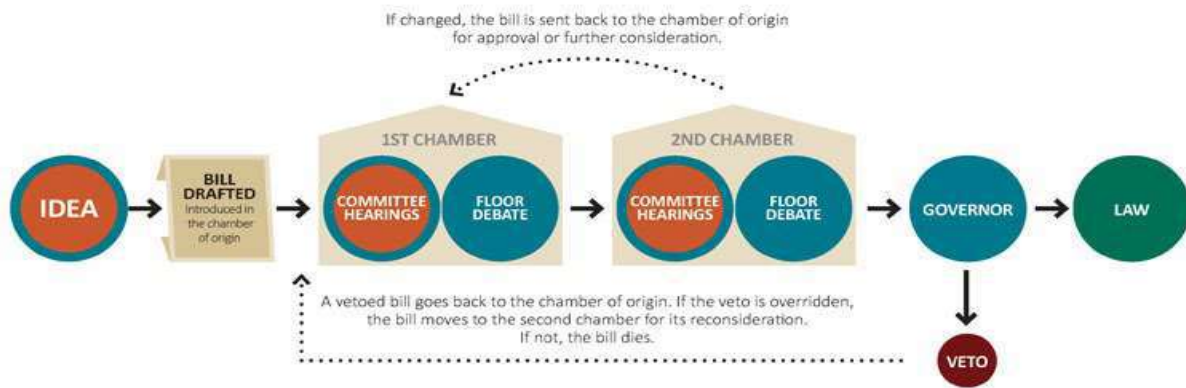 If changed, the bill is sent back to the chamber of origin
for approval or further consideration.
1ST CHAMBER
2ND CHAMBER
IDEA
BILL
DRAFTED
Introduced in
the chamber
of origin
COMMITTEE
HEARINGS
FLOOR
DEBATE
COMMITTEE
HEARINGS
FLOOR
DEBATE
GOVERNOR
LAW
A vetoed bill goes back to the chamber of origin. If the veto is overridden,
the bill moves to the second chamber for its reconsideration.
If not, the bill dies.
VETO